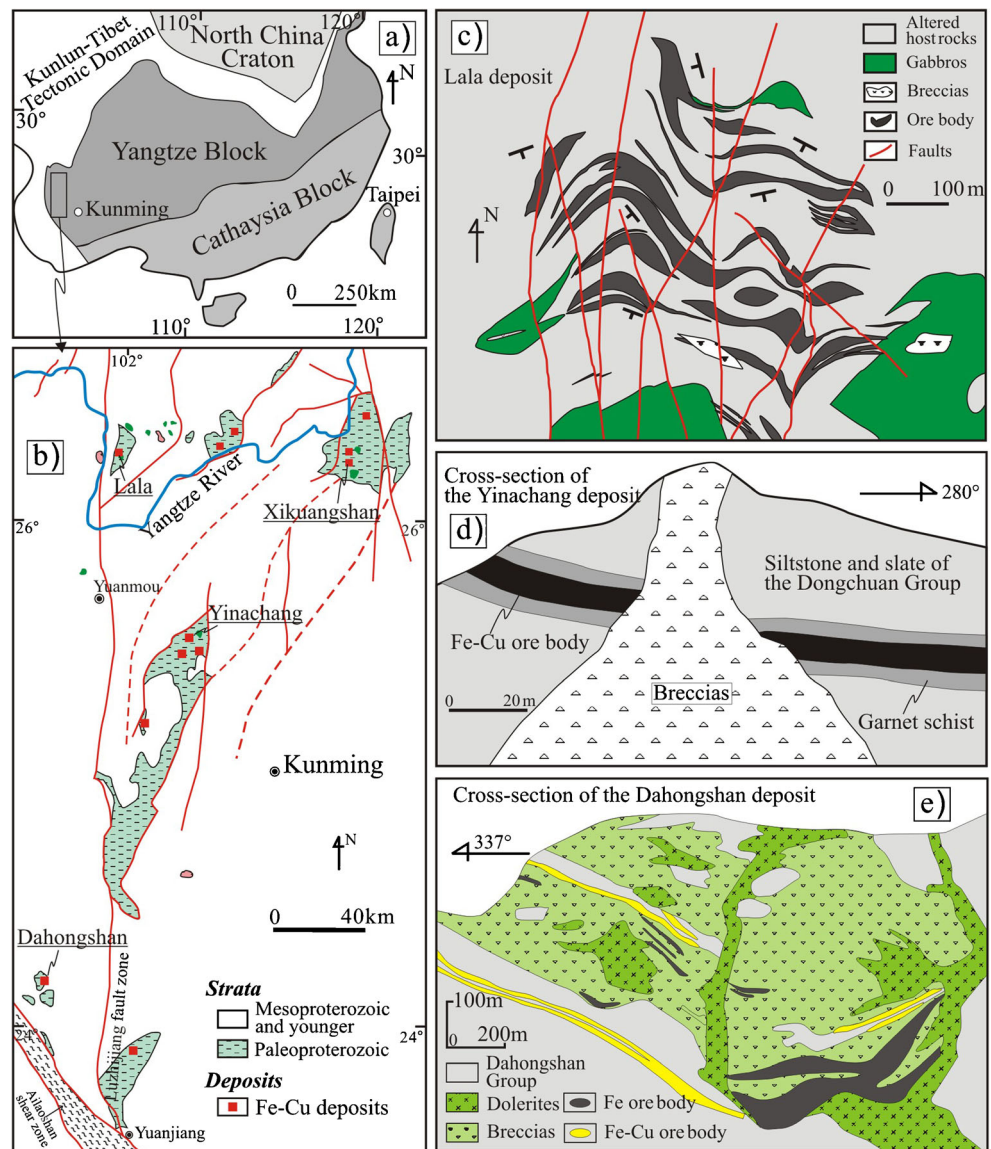 110°
120°
North China
Craton
a)
Kunlun-Tibet
Tectonic Domain
N
30°
Yangtze Block
30°
Kunming
Cathaysia Block
Taipei
0 250km
110°
120°
102°
b)
Lala
Yangtze River
Xikuangshan
26°
26°
Yuanmou
Yinachang
Kunming
N
0 40km
Dahongshan
Strata
Mesoproterozoic
and younger
Paleoproterozoic
Deposits
Fe-Cu deposits
24°
24°
Ailaoshan
shear zone
Yuanjiang
c)
Lala deposit
Altered
host rocks
Gabbros
Breccias
Ore body
Faults
0 100m
N
Cross-section of
the Yinachang deposit
280°
d)
Siltstone and slate of
the Dongchuan Group
Fe-Cu ore body
Breccias
0 20m
Garnet schist
Cross-section of the Dahongshan deposit
e)
337°
100m
0 200m
Dahongshan
Group
Dolerites
Fe ore body
Breccias
Fe-Cu ore body